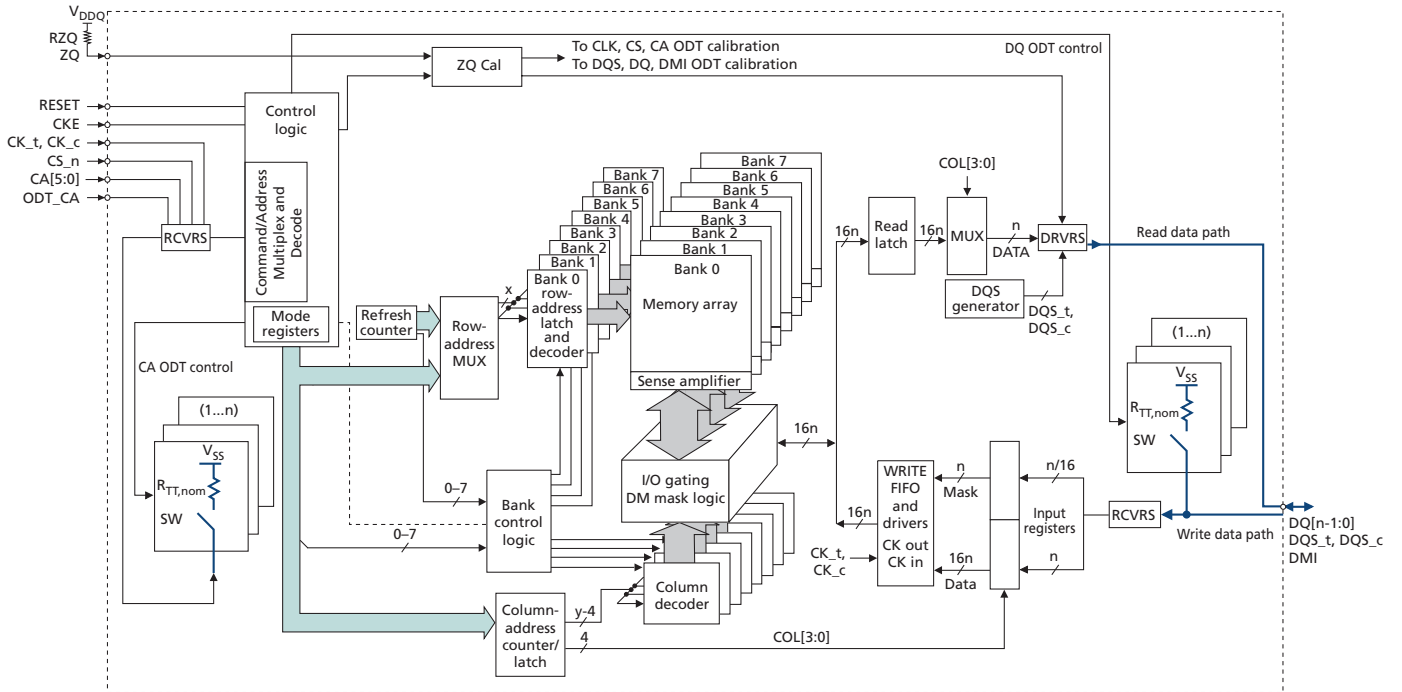 VDDQ
RZQ
ZQ
RESET
CKE
CK_t, CK_c
CS_n
CA[5:0]
ODT_CA
RCVRS
Control
logic
Command/Address
Multiplex and
Decode
Mode
registers
CA ODT control
(1...n)
VSS
RTT,nom
SW
ZQ Cal
To CLK, CS, CA ODT calibration
To DQS, DQ, DMI ODT calibration
DQ ODT control
Refresh
counter
Row-
address
MUX
x
Bank 7
Bank 6
Bank 5
Bank 4
Bank 3
Bank 2
Bank 1
Bank 0
row-
address
latch
and
decoder
Bank 7
Bank 6
Bank 5
Bank 4
Bank 3
Bank 2
Bank 1
Bank 0
Memory array
Sense amplifier
I/O gating
DM mask logic
0–7
0–7
Bank
control
logic
Column
decoder
Column-
address
counter/
latch
y-4
4
COL[3:0]
16n
16n
16n
Read
latch
16n
COL[3:0]
MUX
n
DATA
DRVRS
DQS
generator
DQS_t,
DQS_c
Read data path
(1...n)
VSS
RTT,nom
SW
WRITE
FIFO
and
drivers
CK out
CK in
CK_t,
CK_c
n
Mask
16n
Data
Input
registers
n/16
n
RCVRS
Write data path
DQ[n-1:0]
DQS_t, DQS_c
DMI